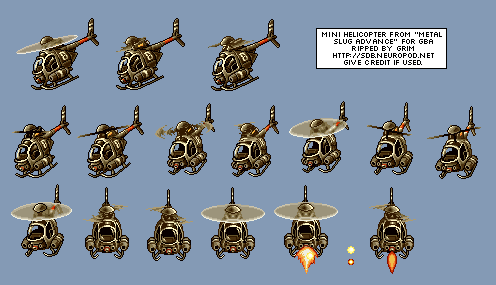 MINI HELICOPTER FROM "METAL
SLUG ADVANCE" FOR GBA
RIPPED BY GRIM
HTTP://SDB.NEUROPOD.NET
GIVE CREDIT IF USED.